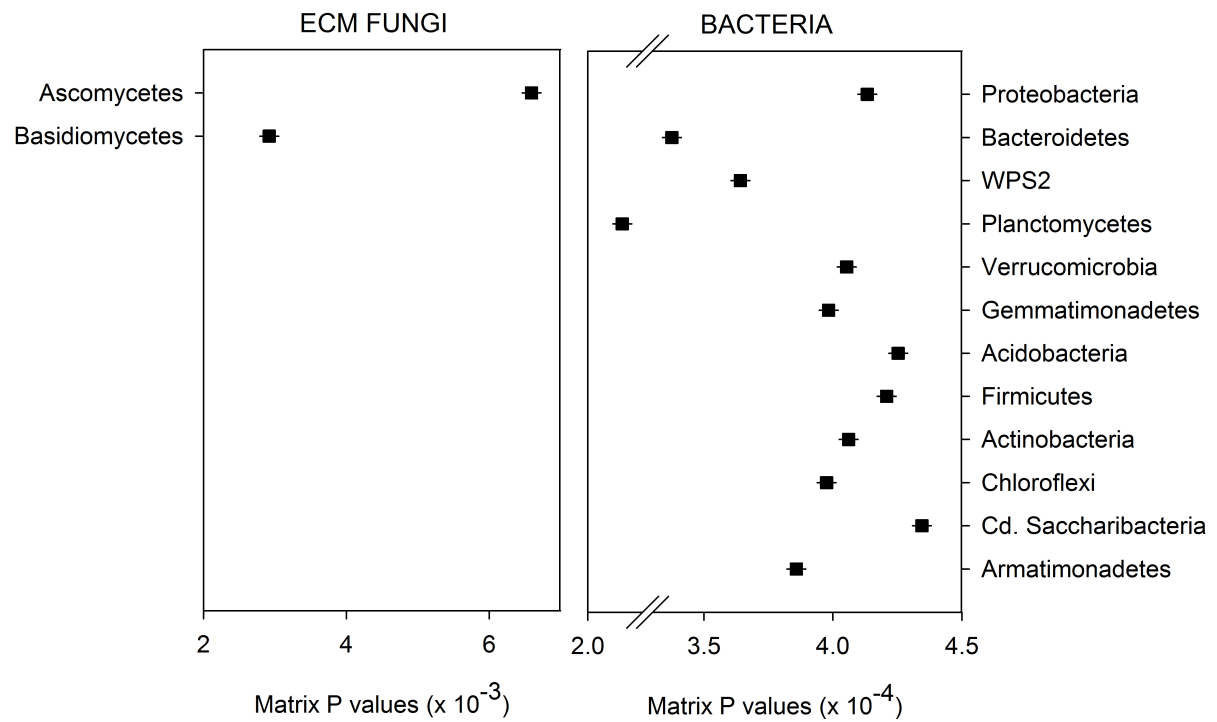 ECM FUNGI
BACTERIA
Ascomycetes
Basidiomycetes
Proteobacteria
Bacteroidetes
WPS2
Planctomycetes
Verrucomicrobia
Gemmatimonadetes
Acidobacteria
Firmicutes
Actinobacteria
Chloroflexi
Cd. Saccharibacteria
Armatimonadetes
2 4 6
2.0 3.5 4.0 4.5
Matrix P values (x 10⁻³)
Matrix P values (x 10⁻⁴)